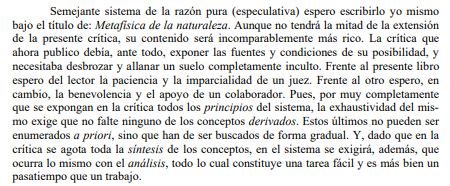 Semejante sistema de la razón pura (especulativa) espero escribirlo yo mismo
bajo el título de: Metafísica de la naturaleza. Aunque no tendrá la mitad de la extensión
de la presente crítica, su contenido será incomparablemente más rico. La crítica que
ahora publico debía, ante todo, exponer las fuentes y condiciones de su posibilidad, y
necesitaba desbrozar y allanar un suelo completamente inculto. Frente al presente libro
espero del lector la paciencia y la imparcialidad de un juez. Frente al otro espero, en
cambio, la benevolencia y el apoyo de un colaborador. Pues, por muy completamente
que se expongan en la crítica todos los principios del sistema, la exhaustividad del mis-
mo exige que no falte ninguno de los conceptos derivados. Estos últimos no pueden ser
enumerados a priori, sino que han de ser buscados de forma gradual. Y, dado que en la
crítica se agota toda la síntesis de los conceptos, en el sistema se exigirá, además, que
ocurra lo mismo con el análisis, todo lo cual constituye una tarea fácil y es más bien un
pasatiempo que un trabajo.